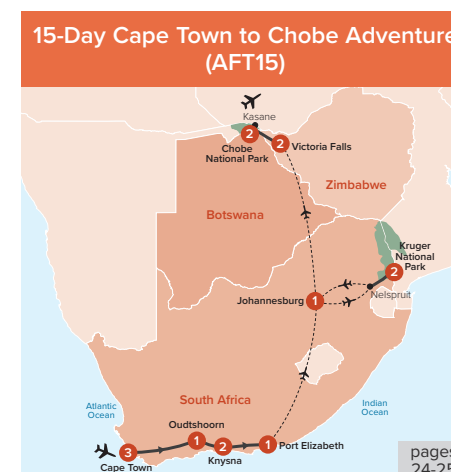 15-Day Cape Town to Chobe Adventure
(AFT15)
Kasane
2
Chobe
National Park
2
Victoria Falls
Zimbabwe
Botswana
Kruger
National
Park
2
Nelspruit
Johannesburg
1
South Africa
Atlantic
Ocean
Indian
Ocean
Oudtshoorn
1
2
Knysna
1
Port Elizabeth
3
Cape Town
pages
24-25